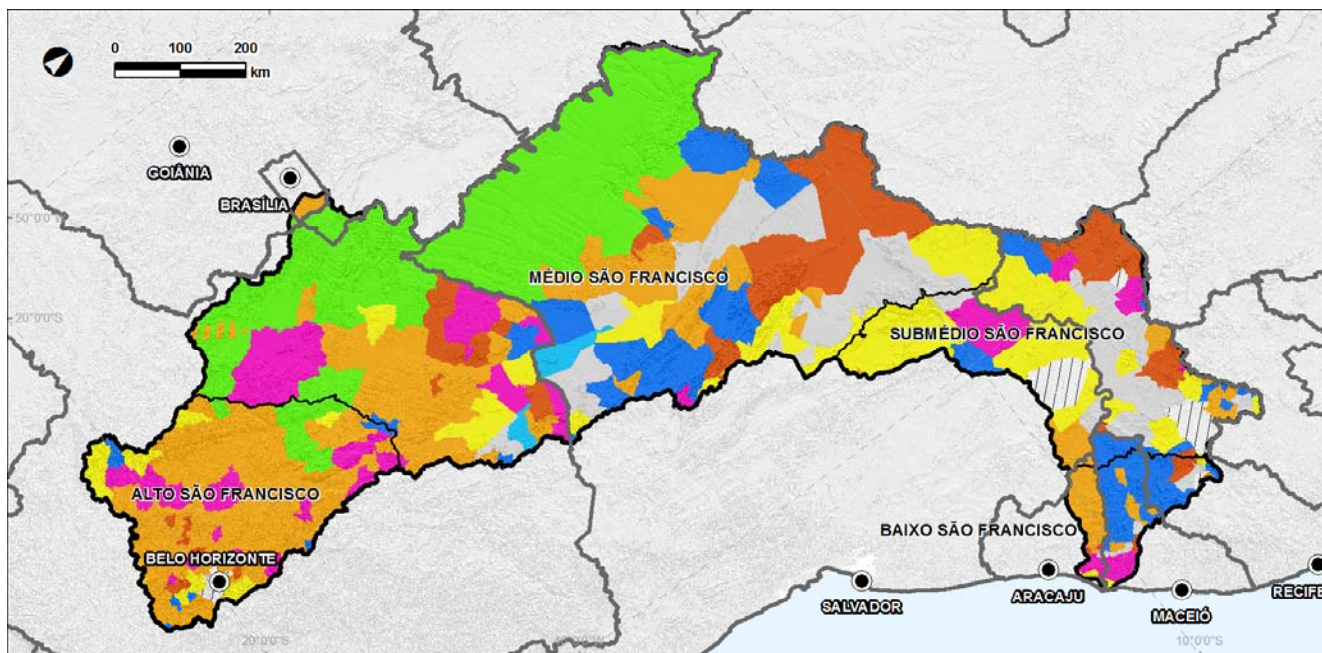 0 100 200
km
GOIÂNIA
BRASÍLIA
50°0'0"W
MÉDIO SÃO FRANCISCO
20°0'0"S
SUBMÉDIO SÃO FRANCISCO
ALTO SÃO FRANCISCO
BAIXO SÃO FRANCISCO
BELO HORIZONTE
SALVADOR
ARACAJU
MACEIÓ
RECIFE
20°0'0"S
10°0'0"S